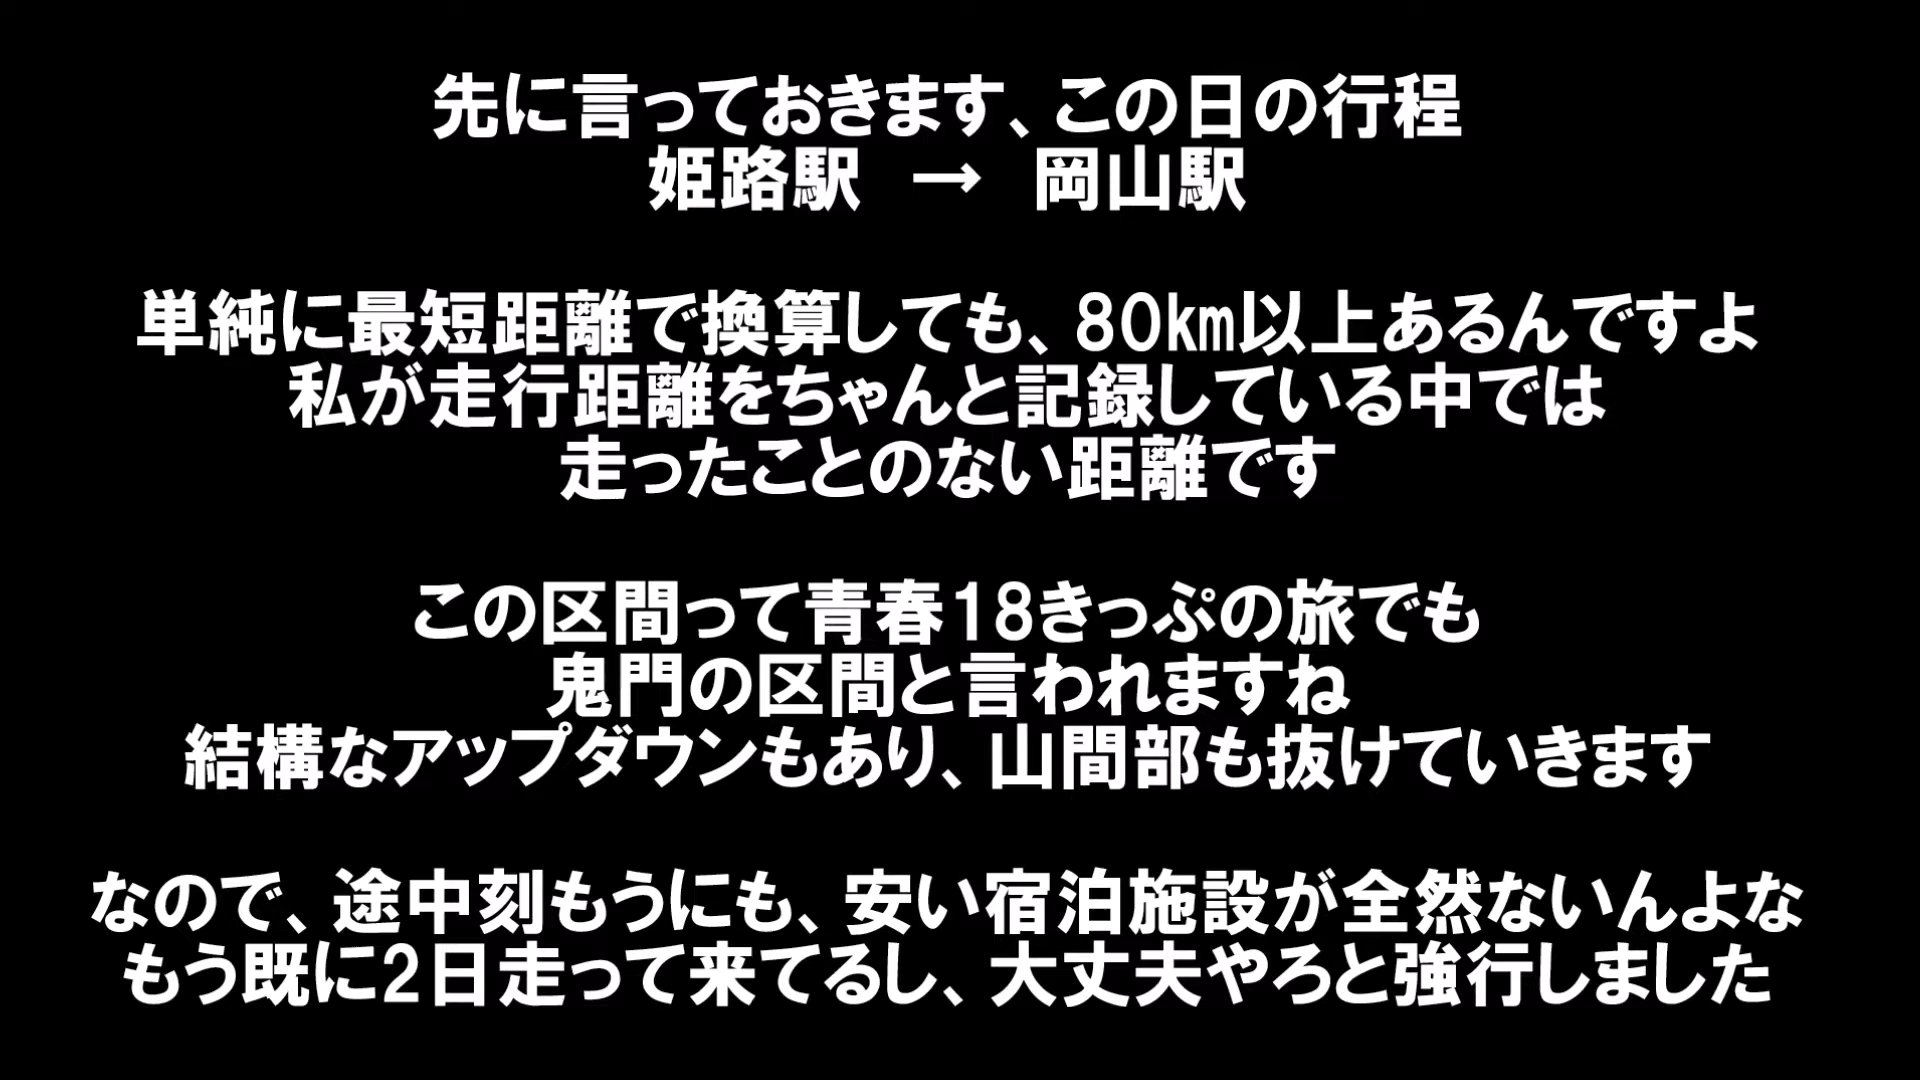 先に言っておきます、この日の行程
姫路駅　→　岡山駅
単純に最短距離で換算しても、80㎞以上あるんですよ
私が走行距離をちゃんと記録している中では
走ったことのない距離です
この区間って青春18きっぷの旅でも
鬼門の区間と言われますね
結構なアップダウンもあり、山間部も抜けていきます
なので、途中刻もうにも、安い宿泊施設が全然ないんよな
もう既に2日走って来てるし、大丈夫やろと強行しました